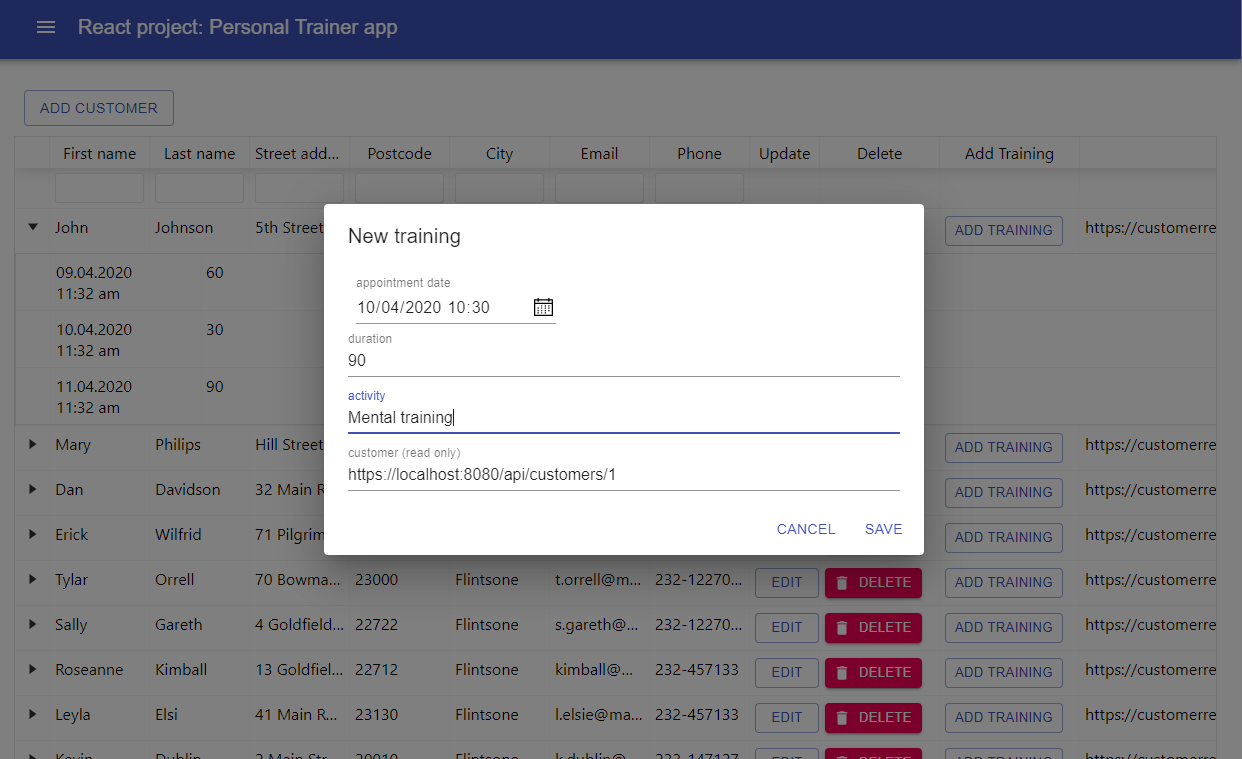 React project: Personal Trainer app
ADD CUSTOMER
First name Last name Street add... Postcode City Email Phone Update Delete Add Training
John Johnson 5th Street ADD TRAINING https://customerre
09.04.2020 60
11:32 am
10.04.2020 30
11:32 am
11.04.2020 90
11:32 am
New training
appointment date
10/04/2020 10:30
duration
90
activity
Mental training
customer (read only)
https://localhost:8080/api/customers/1
CANCEL SAVE
Mary Philips Hill Street ADD TRAINING https://customerre
Dan Davidson 32 Main R ADD TRAINING https://customerre
Erick Wilfrid 71 Pilgrim ADD TRAINING https://customerre
Tylar Orrell 70 Bowma... 23000 Flintsone t.orrell@m... 232-12270... EDIT DELETE ADD TRAINING https://customerre
Sally Gareth 4 Goldfield... 22722 Flintsone s.gareth@... 232-12270... EDIT DELETE ADD TRAINING https://customerre
Roseanne Kimball 13 Goldfiel... 22712 Flintsone kimball@... 232-457133 EDIT DELETE ADD TRAINING https://customerre
Leyla Elsi 41 Main R... 23130 Flintsone l.elsie@ma... 232-457133 EDIT DELETE ADD TRAINING https://customerre